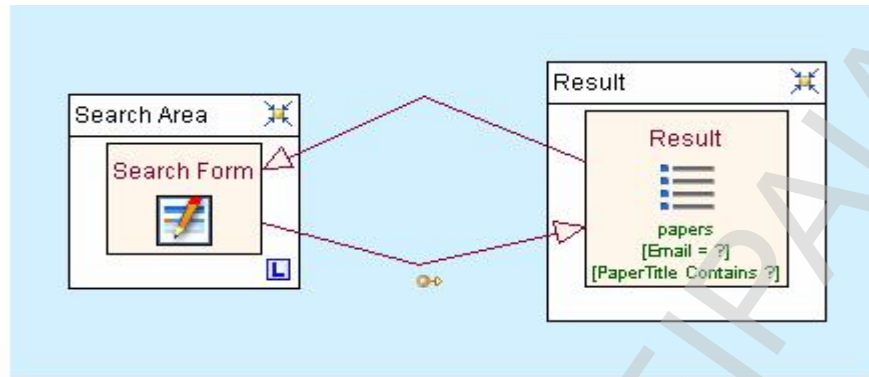 Search Area
Search Form
L
Result
Result
papers
[Email = ?]
[PaperTitle Contains ?]